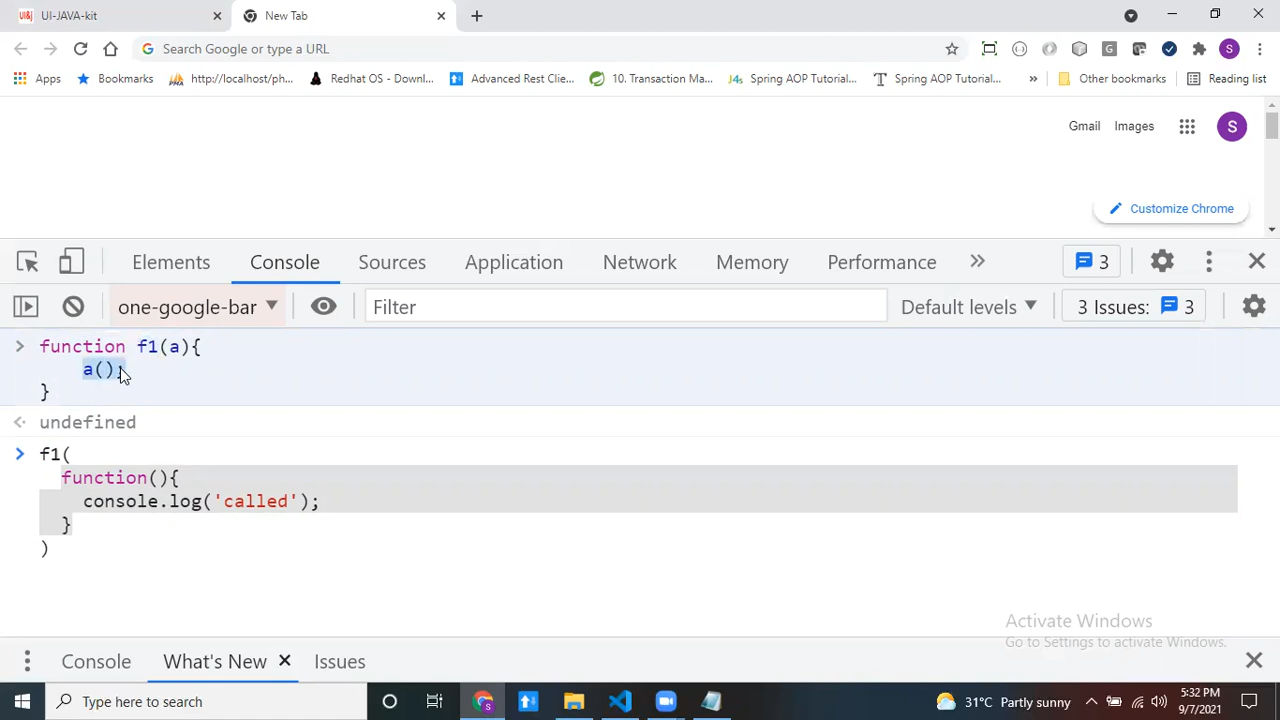 UI-JAVA-kit
New Tab
Search Google or type a URL
Apps Bookmarks http://localhost/ph... Redhat OS - Downl... Advanced Rest Clie... 10. Transaction Ma... Spring AOP Tutorial... Spring AOP Tutorial... » Other bookmarks Reading list
Gmail Images S
Customize Chrome
Elements Console Sources Application Network Memory Performance » 3
one-google-bar Filter Default levels 3 Issues: 3
> function f1(a){
a();
}
undefined
> f1(
function(){
console.log('called');
}
)
Activate Windows
Go to Settings to activate Windows.
Console What's New Issues
Type here to search
31°C Partly sunny
5:32 PM
9/7/2021